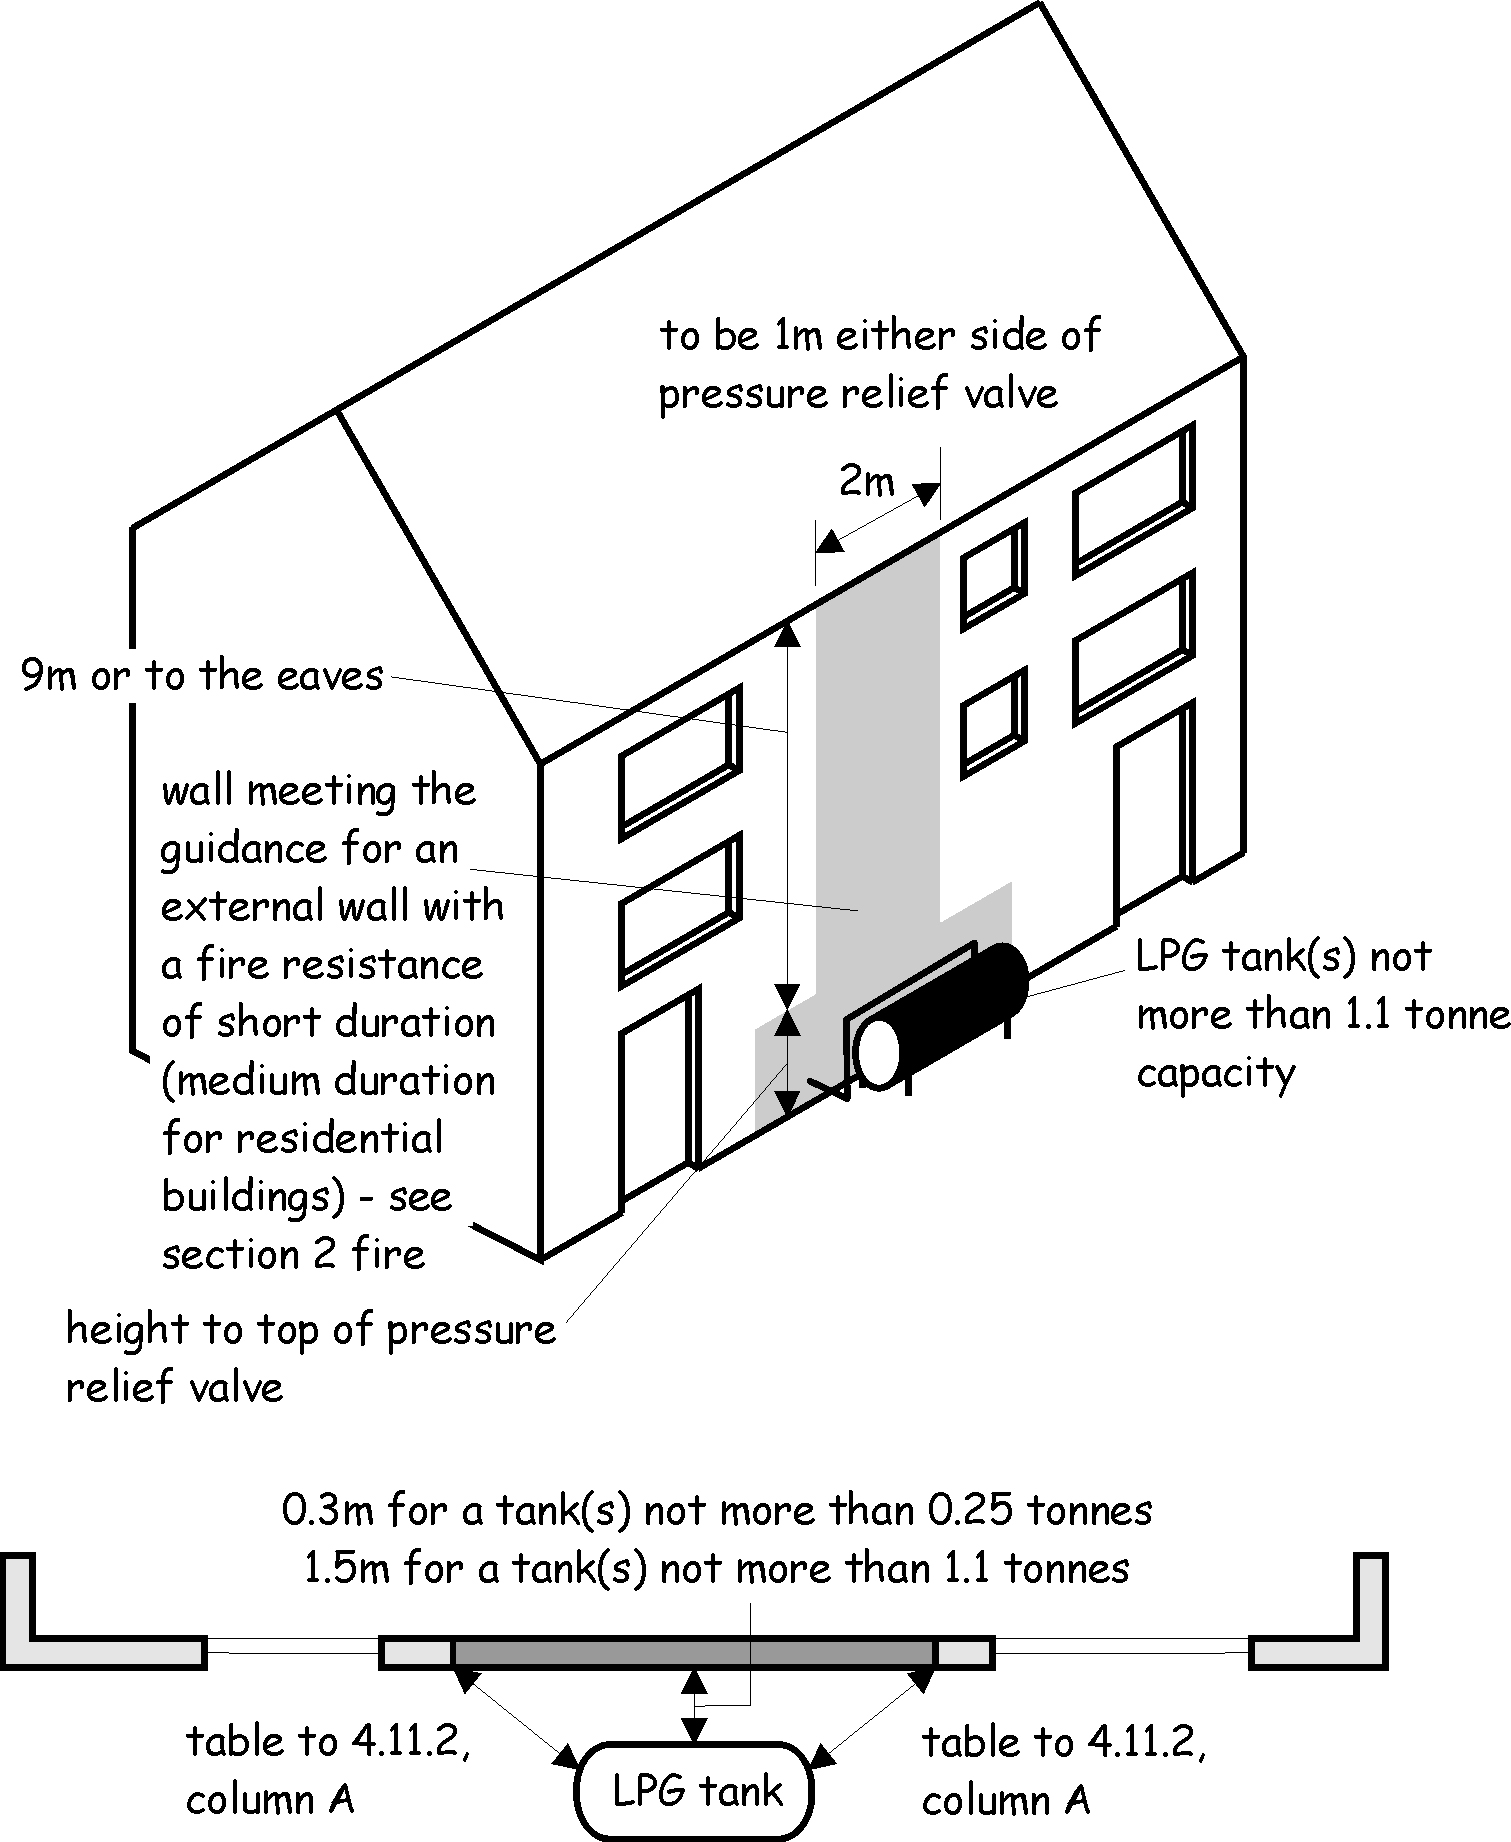 to be 1m either side of
pressure relief valve
2m
9m or to the eaves
wall meeting the
guidance for an
external wall with
a fire resistance
of short duration
(medium duration
for residential
buildings) - see
section 2 fire
LPG tank(s) not
more than 1.1 tonne
capacity
height to top of pressure
relief valve
0.3m for a tank(s) not more than 0.25 tonnes
1.5m for a tank(s) not more than 1.1 tonnes
table to 4.11.2,
column A
LPG tank
table to 4.11.2,
column A